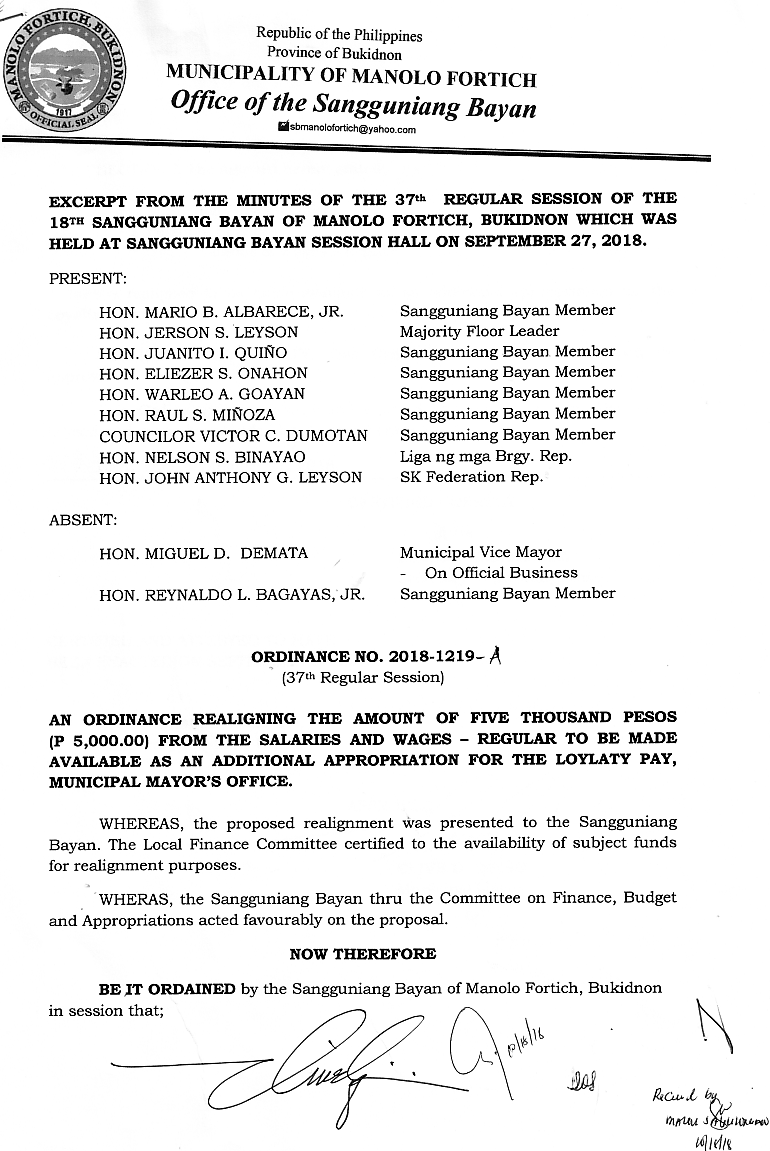 MANOLO FORTICH, BUKIDNON
1917
OFFICIAL SEAL
Republic of the Philippines
Province of Bukidnon
MUNICIPALITY OF MANOLO FORTICH
Office of the Sangguniang Bayan
sbmanolofortich@yahoo.com
EXCERPT FROM THE MINUTES OF THE 37th REGULAR SESSION OF THE
18TH SANGGUNIANG BAYAN OF MANOLO FORTICH, BUKIDNON WHICH WAS
HELD AT SANGGUNIANG BAYAN SESSION HALL ON SEPTEMBER 27, 2018.
PRESENT:
HON. MARIO B. ALBARECE, JR. Sangguniang Bayan Member
HON. JERSON S. LEYSON Majority Floor Leader
HON. JUANITO I. QUIÑO Sangguniang Bayan Member
HON. ELIEZER S. ONAHON Sangguniang Bayan Member
HON. WARLEO A. GOAYAN Sangguniang Bayan Member
HON. RAUL S. MIÑOZA Sangguniang Bayan Member
COUNCILOR VICTOR C. DUMOTAN Sangguniang Bayan Member
HON. NELSON S. BINAYAO Liga ng mga Brgy. Rep.
HON. JOHN ANTHONY G. LEYSON SK Federation Rep.
ABSENT:
HON. MIGUEL D. DEMATA Municipal Vice Mayor
- On Official Business
HON. REYNALDO L. BAGAYAS, JR. Sangguniang Bayan Member
ORDINANCE NO. 2018-1219-A
(37th Regular Session)
AN ORDINANCE REALIGNING THE AMOUNT OF FIVE THOUSAND PESOS
(P 5,000.00) FROM THE SALARIES AND WAGES – REGULAR TO BE MADE
AVAILABLE AS AN ADDITIONAL APPROPRIATION FOR THE LOYLATY PAY,
MUNICIPAL MAYOR'S OFFICE.
WHEREAS, the proposed realignment was presented to the Sangguniang
Bayan. The Local Finance Committee certified to the availability of subject funds
for realignment purposes.
WHERAS, the Sangguniang Bayan thru the Committee on Finance, Budget
and Appropriations acted favourably on the proposal.
NOW THEREFORE
BE IT ORDAINED by the Sangguniang Bayan of Manolo Fortich, Bukidnon
in session that;
10/18/18
Received by
10/18/18